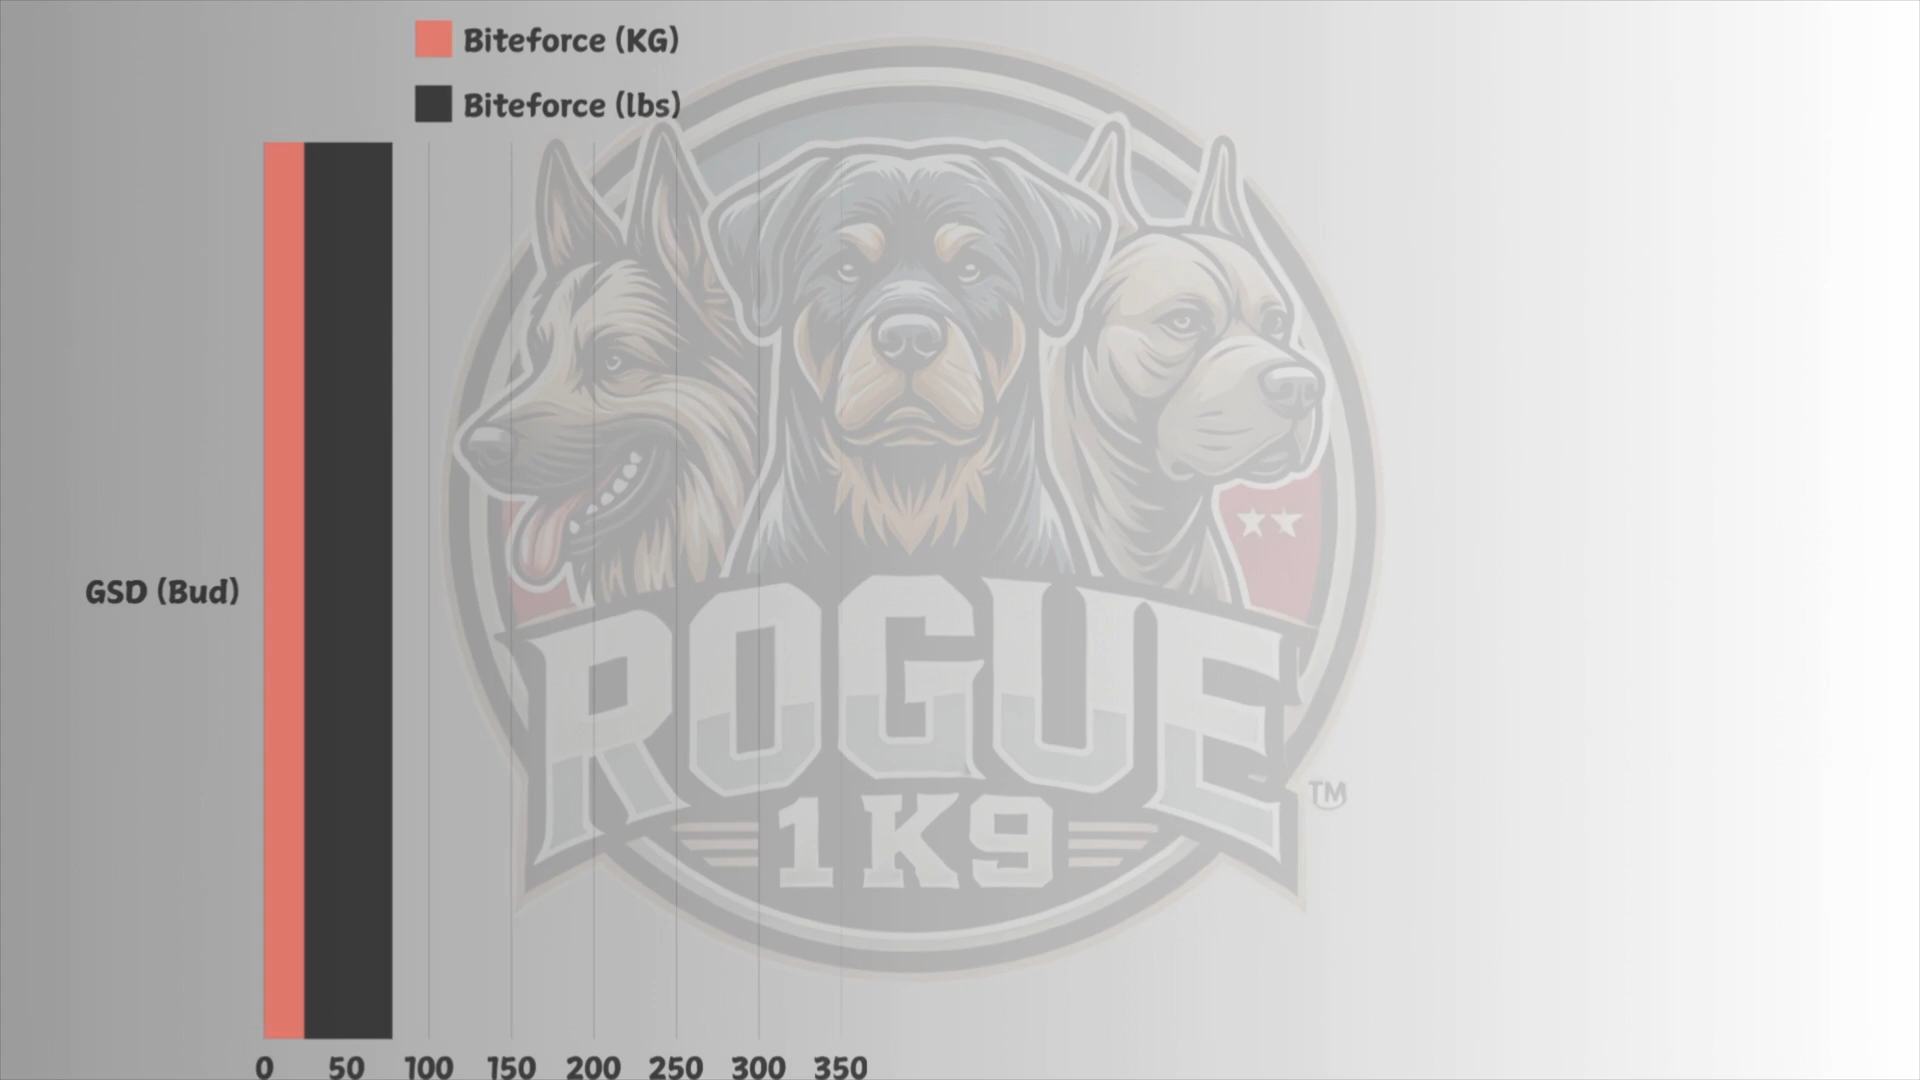 Biteforce (KG)
Biteforce (lbs)
GSD (Bud)
ROGUE
TM
1K9
0 50 100 150 200 250 300 350